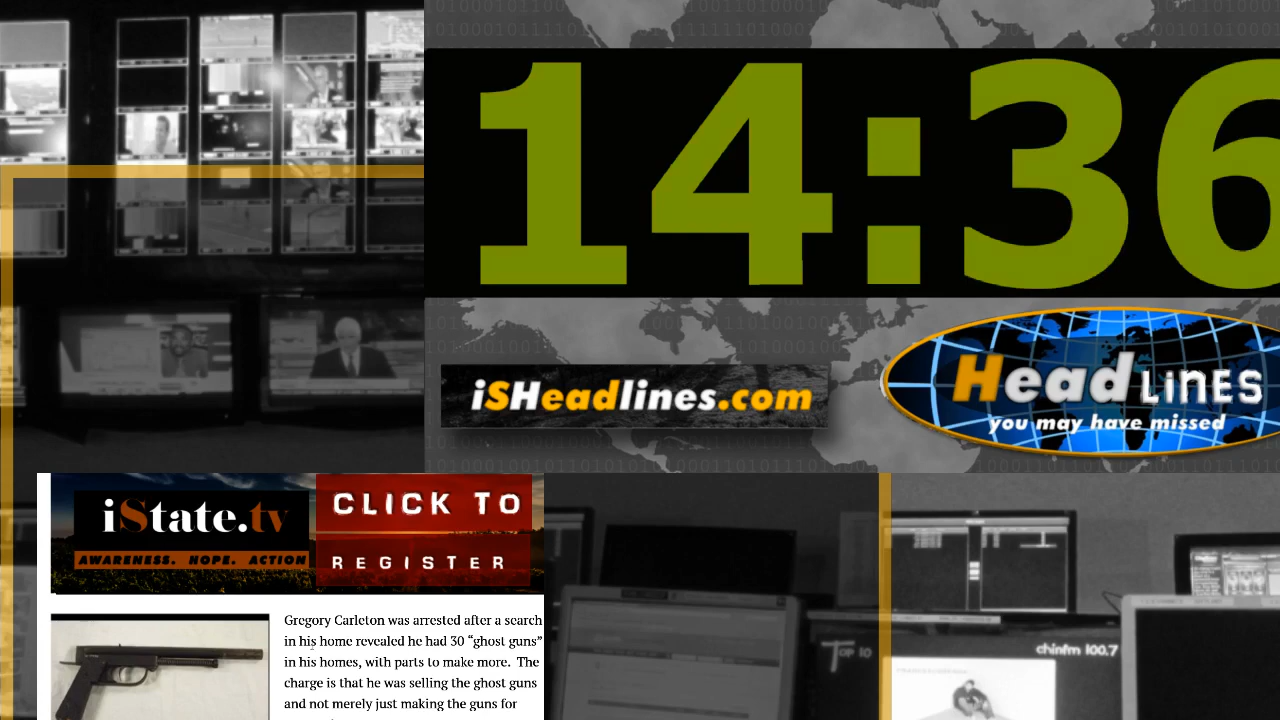 14:36
iSHeadlines.com
HeadLINES
you may have missed
iState.tv
AWARENESS. HOPE. ACTION
CLICK TO
REGISTER
Gregory Carleton was arrested after a search
in his home revealed he had 30 “ghost guns”
in his homes, with parts to make more. The
charge is that he was selling the ghost guns
and not merely just making the guns for
TOP 10
chinfm 100.7